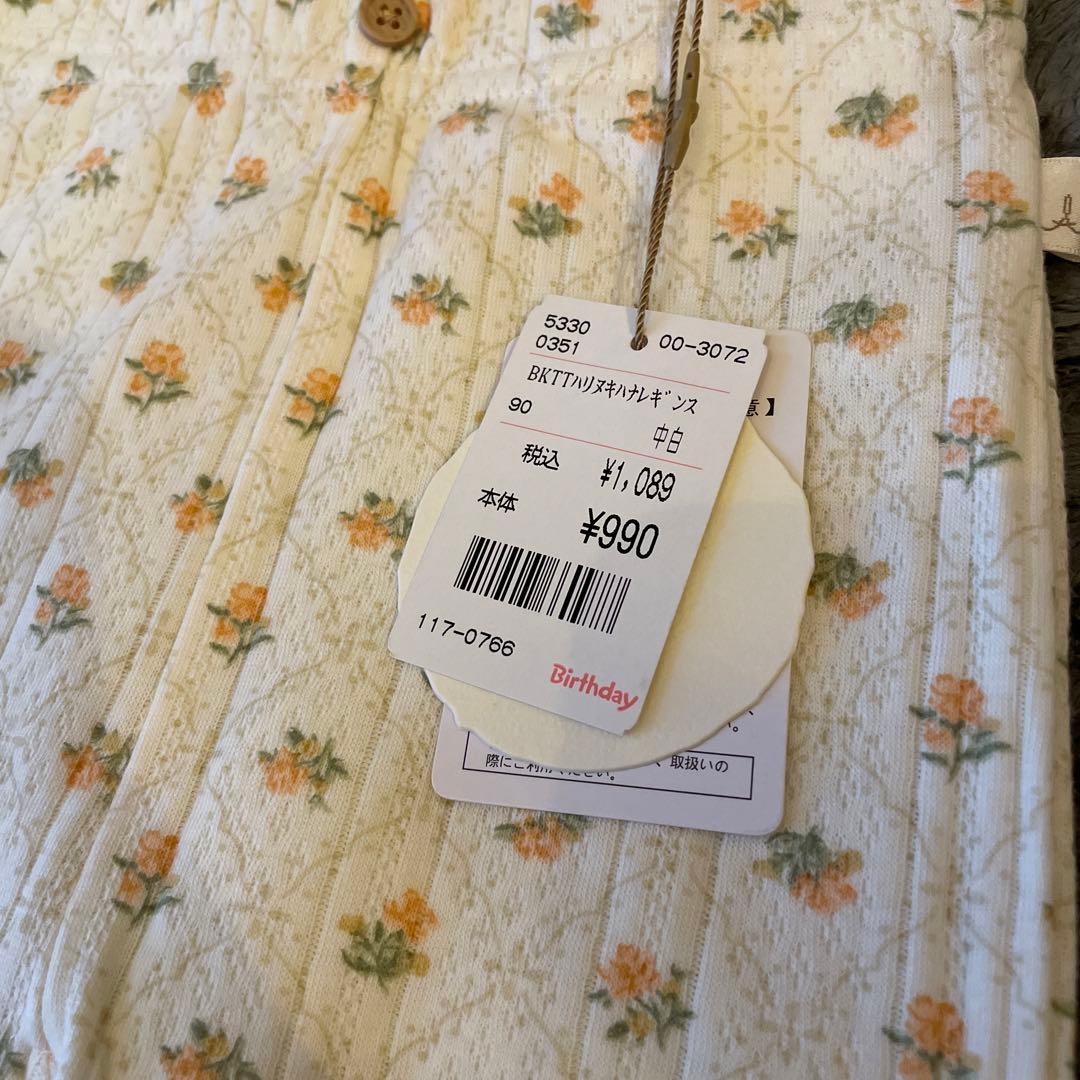 5330
0351 00-3072
BKTTﾊﾘﾇｷﾊﾅﾚｷﾞﾝｽ
90
中白
税込 ¥1,089
本体 ¥990
117-0766
Birthday
意】
い。
、取扱いの
際にご利用ください。